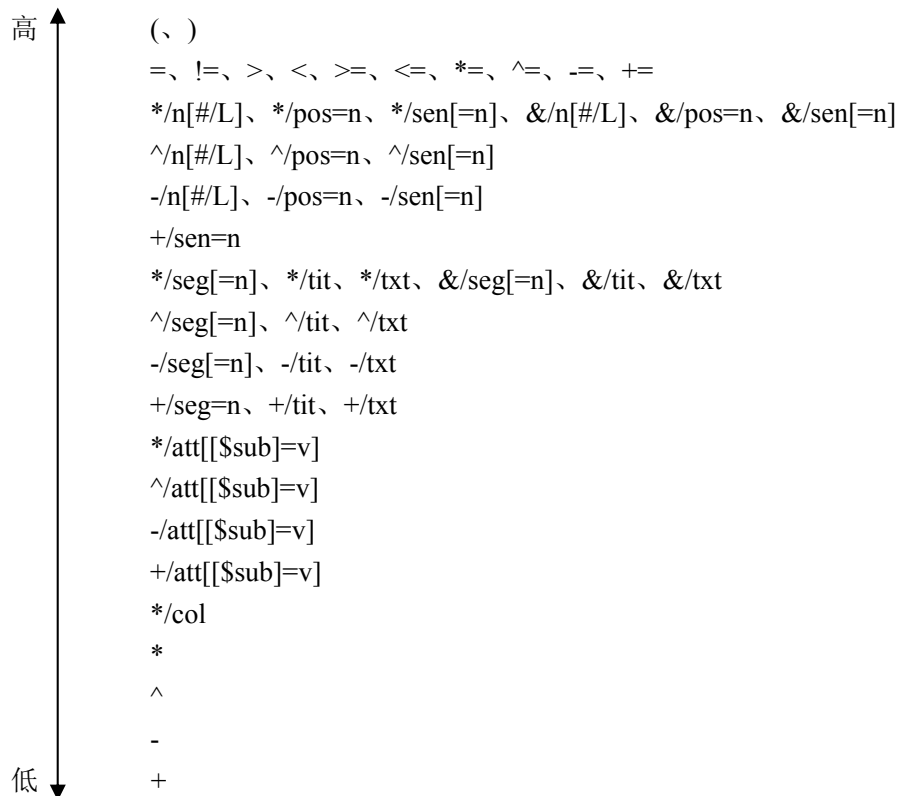 高 (、)
=、!=、>、<、>=、<=、*=、^=、-=、+=
*/n[#/L]、*/pos=n、*/sen[=n]、&/n[#/L]、&/pos=n、&/sen[=n]
^/n[#/L]、^/pos=n、^/sen[=n]
-/n[#/L]、-/pos=n、-/sen[=n]
+/sen=n
*/seg[=n]、*/tit、*/txt、&/seg[=n]、&/tit、&/txt
^/seg[=n]、^/tit、^/txt
-/seg[=n]、-/tit、-/txt
+/seg=n、+/tit、+/txt
*/att[[$sub]=v]
^/att[[$sub]=v]
-/att[[$sub]=v]
+/att[[$sub]=v]
*/col
*
^
-
低 +